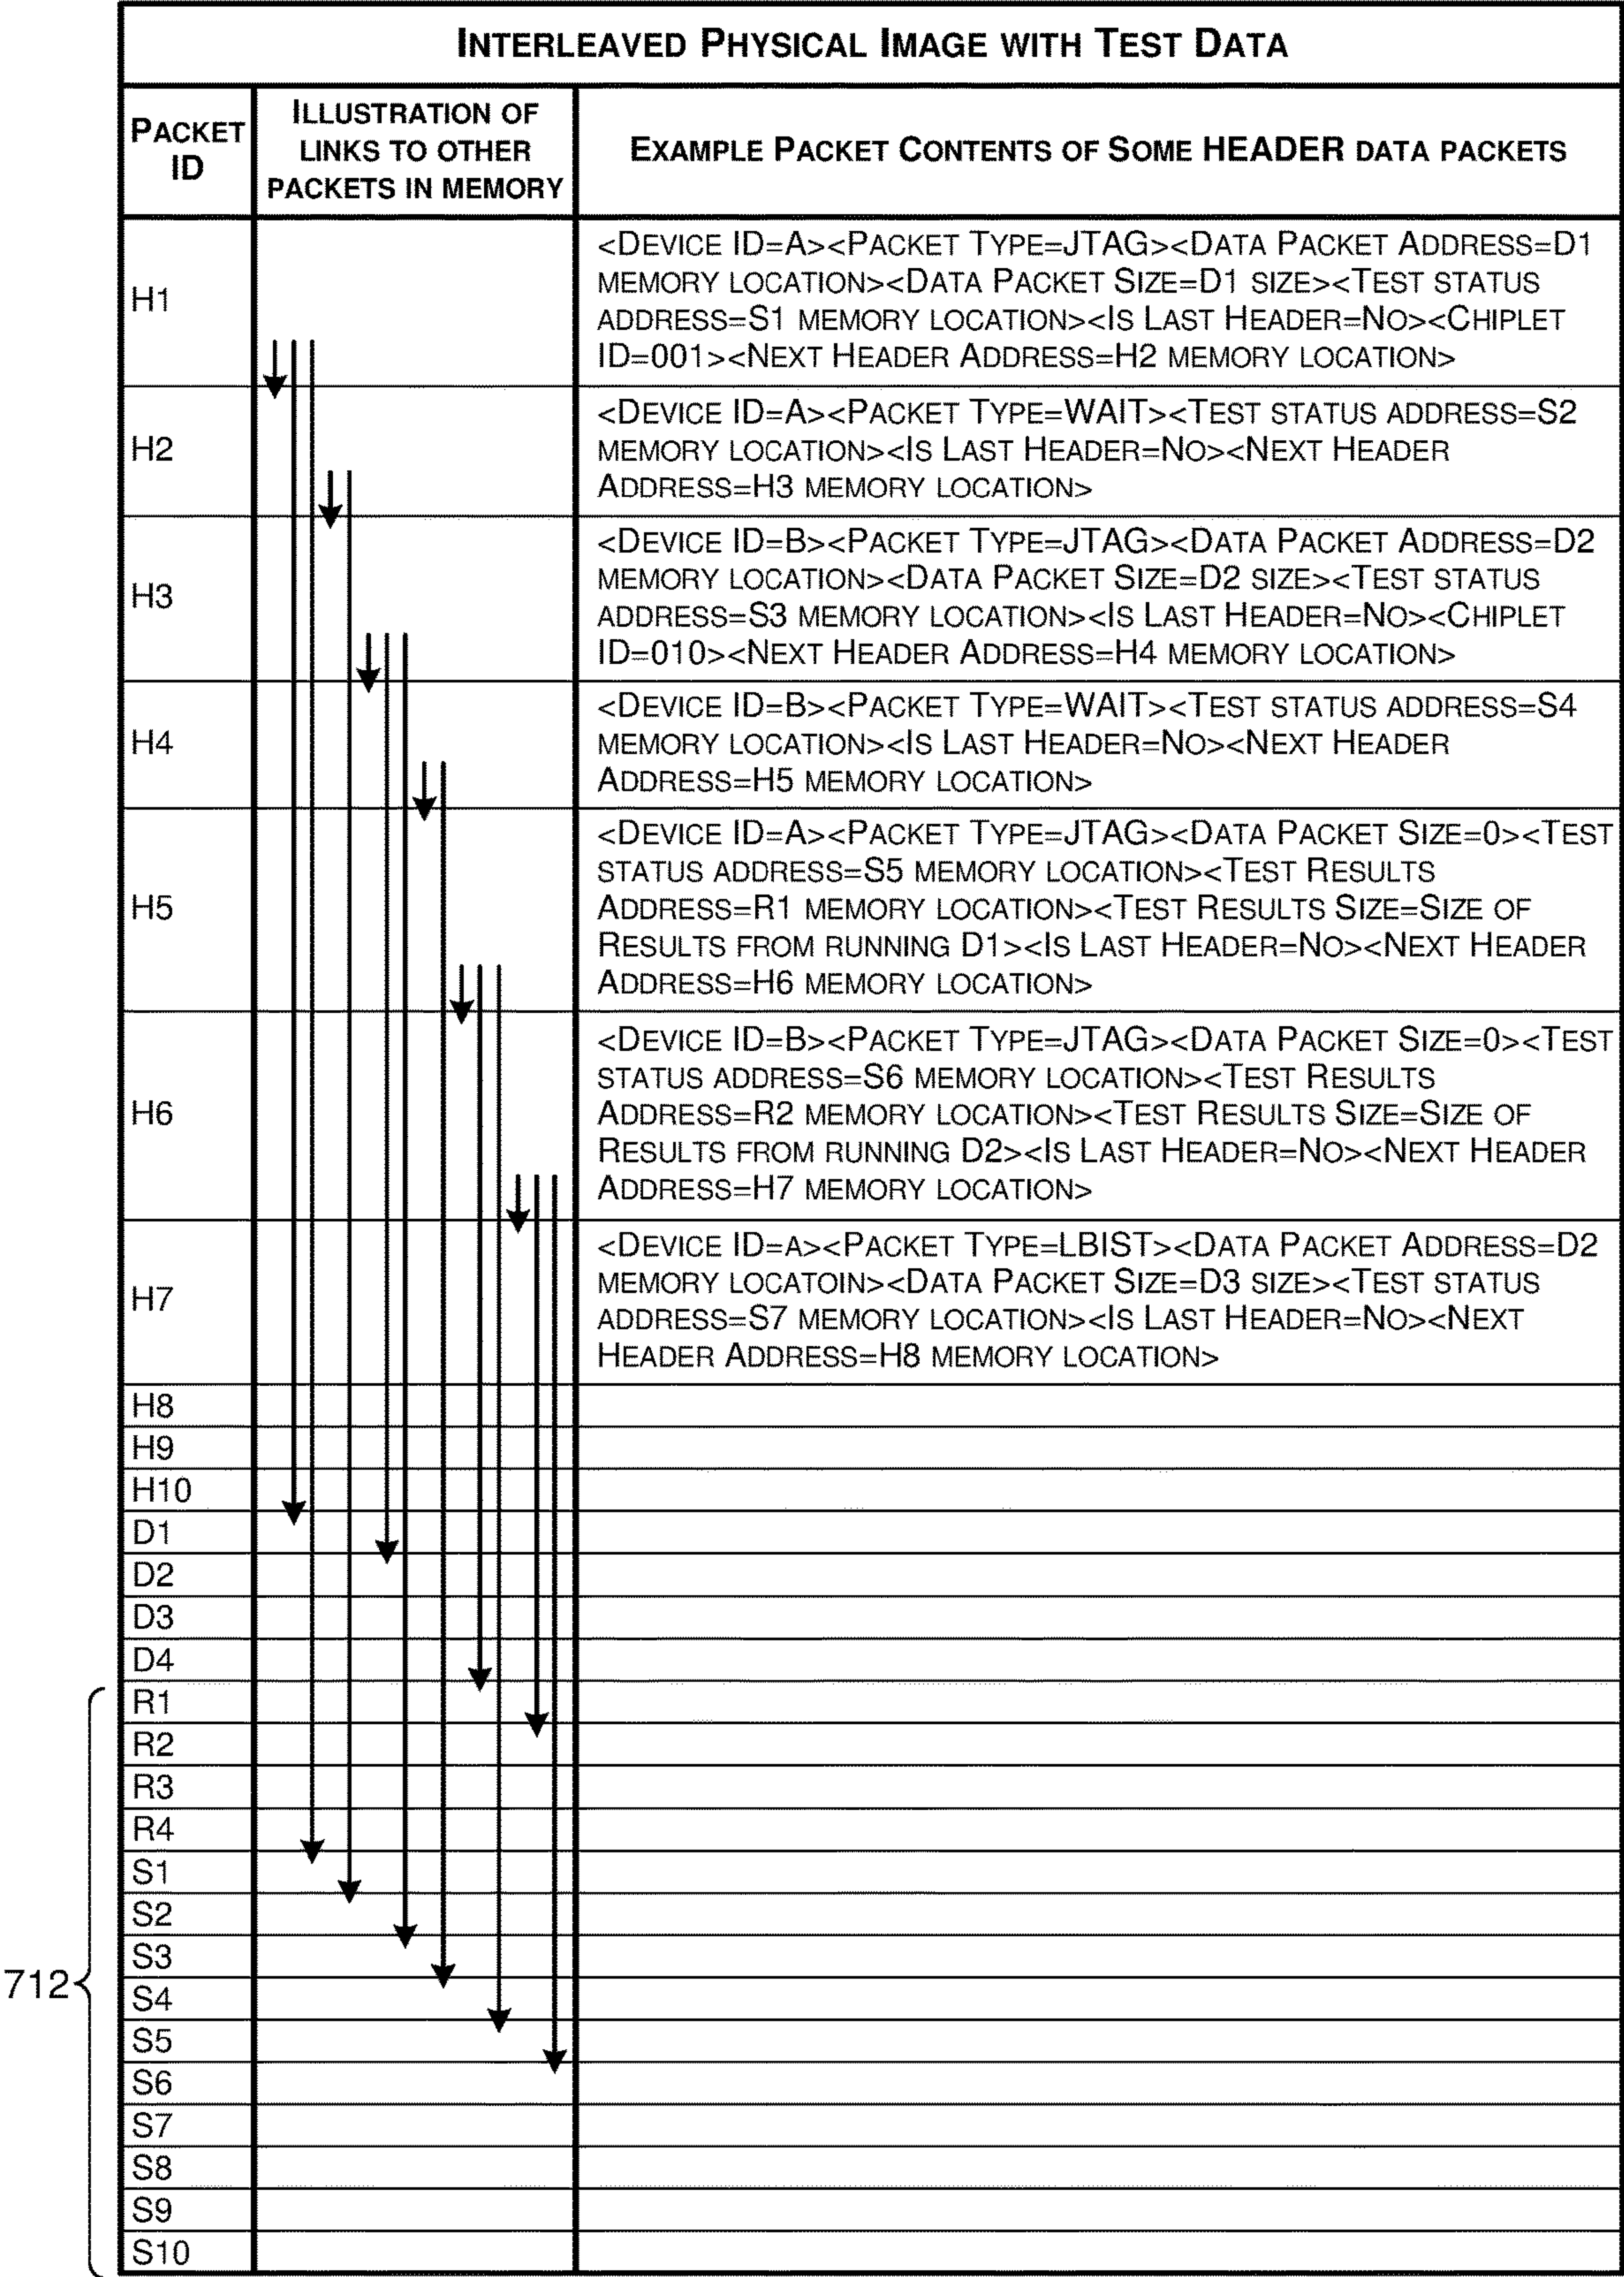 INTERLEAVED PHYSICAL IMAGE WITH TEST DATA
PACKET
ID
ILLUSTRATION OF
LINKS TO OTHER
PACKETS IN MEMORY
EXAMPLE PACKET CONTENTS OF SOME HEADER DATA PACKETS
H1
<DEVICE ID=A><PACKET TYPE=JTAG><DATA PACKET ADDRESS=D1
MEMORY LOCATION><DATA PACKET SIZE=D1 SIZE><TEST STATUS
ADDRESS=S1 MEMORY LOCATION><IS LAST HEADER=NO><CHIPLET
ID=001><NEXT HEADER ADDRESS=H2 MEMORY LOCATION>
H2
<DEVICE ID=A><PACKET TYPE=WAIT><TEST STATUS ADDRESS=S2
MEMORY LOCATION><IS LAST HEADER=NO><NEXT HEADER
ADDRESS=H3 MEMORY LOCATION>
H3
<DEVICE ID=B><PACKET TYPE=JTAG><DATA PACKET ADDRESS=D2
MEMORY LOCATION><DATA PACKET SIZE=D2 SIZE><TEST STATUS
ADDRESS=S3 MEMORY LOCATION><IS LAST HEADER=NO><CHIPLET
ID=010><NEXT HEADER ADDRESS=H4 MEMORY LOCATION>
H4
<DEVICE ID=B><PACKET TYPE=WAIT><TEST STATUS ADDRESS=S4
MEMORY LOCATION><IS LAST HEADER=NO><NEXT HEADER
ADDRESS=H5 MEMORY LOCATION>
H5
<DEVICE ID=A><PACKET TYPE=JTAG><DATA PACKET SIZE=0><TEST
STATUS ADDRESS=S5 MEMORY LOCATION><TEST RESULTS
ADDRESS=R1 MEMORY LOCATION><TEST RESULTS SIZE=SIZE OF
RESULTS FROM RUNNING D1><IS LAST HEADER=NO><NEXT HEADER
ADDRESS=H6 MEMORY LOCATION>
H6
<DEVICE ID=B><PACKET TYPE=JTAG><DATA PACKET SIZE=0><TEST
STATUS ADDRESS=S6 MEMORY LOCATION><TEST RESULTS
ADDRESS=R2 MEMORY LOCATION><TEST RESULTS SIZE=SIZE OF
RESULTS FROM RUNNING D2><IS LAST HEADER=NO><NEXT HEADER
ADDRESS=H7 MEMORY LOCATION>
H7
<DEVICE ID=A><PACKET TYPE=LBIST><DATA PACKET ADDRESS=D2
MEMORY LOCATOIN><DATA PACKET SIZE=D3 SIZE><TEST STATUS
ADDRESS=S7 MEMORY LOCATION><IS LAST HEADER=NO><NEXT
HEADER ADDRESS=H8 MEMORY LOCATION>
H8
H9
H10
D1
D2
D3
D4
R1
R2
R3
R4
S1
S2
S3
712
S4
S5
S6
S7
S8
S9
S10